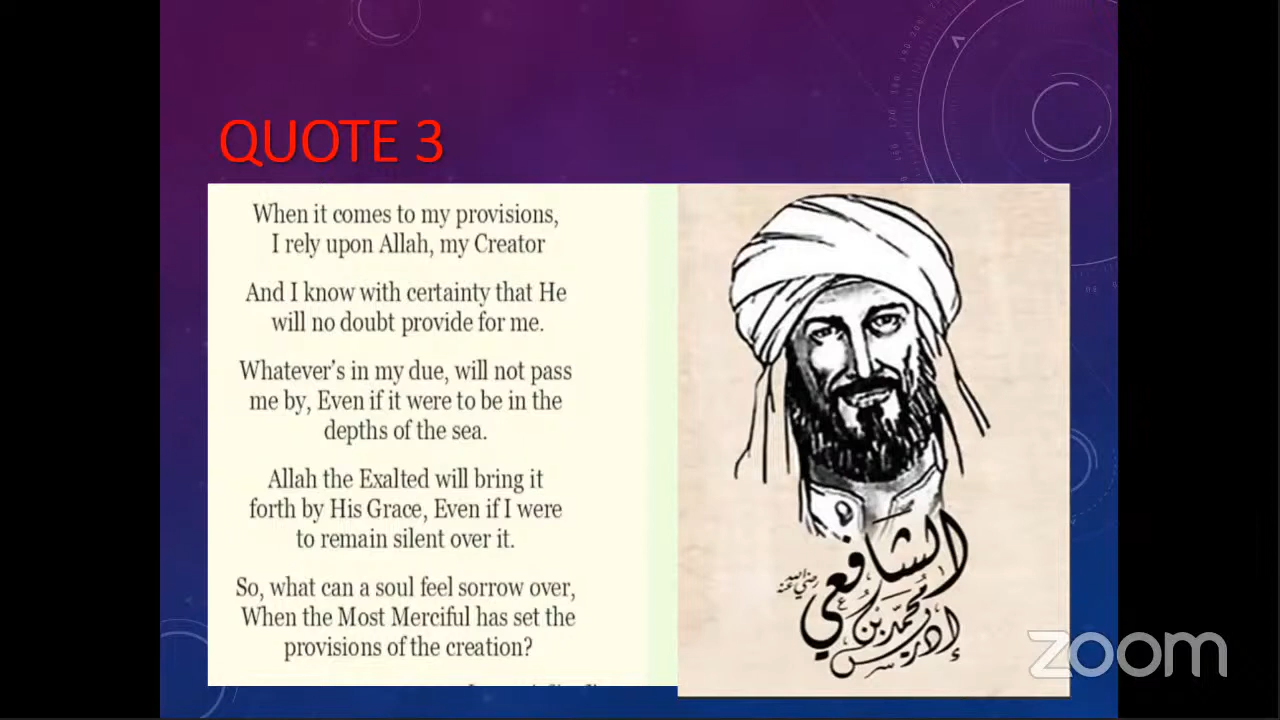 QUOTE 3
When it comes to my provisions,
I rely upon Allah, my Creator
And I know with certainty that He
will no doubt provide for me.
Whatever's in my due, will not pass
me by, Even if it were to be in the
depths of the sea.
Allah the Exalted will bring it
forth by His Grace, Even if I were
to remain silent over it.
So, what can a soul feel sorrow over,
When the Most Merciful has set the
provisions of the creation?
الشافعي
رضي الله عنه
محمد بن
إدريس
zoom